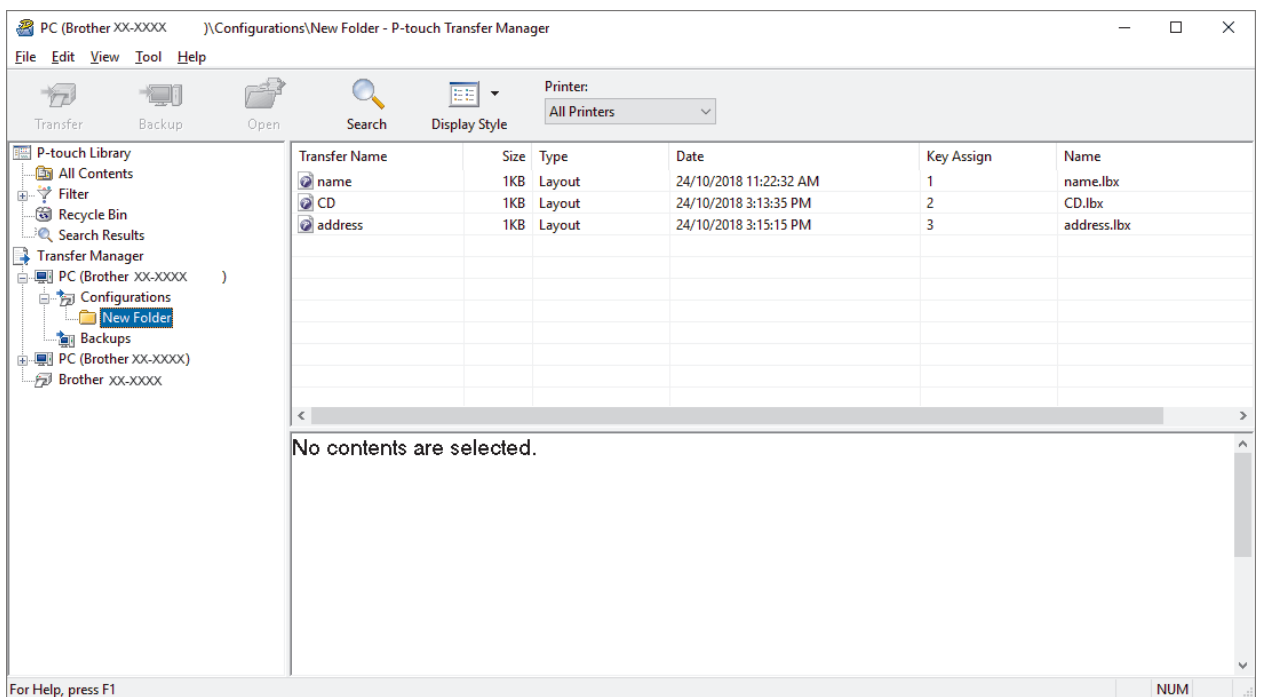 PC (Brother XX-XXXX )\Configurations\New Folder - P-touch Transfer Manager
File Edit View Tool Help
Transfer Backup Open Search Display Style
Printer:
All Printers
P-touch Library
All Contents
Filter
Recycle Bin
Search Results
Transfer Manager
PC (Brother XX-XXXX )
Configurations
New Folder
Backups
PC (Brother XX-XXXX)
Brother XX-XXXX
Transfer Name Size Type Date Key Assign Name
name 1KB Layout 24/10/2018 11:22:32 AM 1 name.lbx
CD 1KB Layout 24/10/2018 3:13:35 PM 2 CD.lbx
address 1KB Layout 24/10/2018 3:15:15 PM 3 address.lbx
No contents are selected.
For Help, press F1
NUM